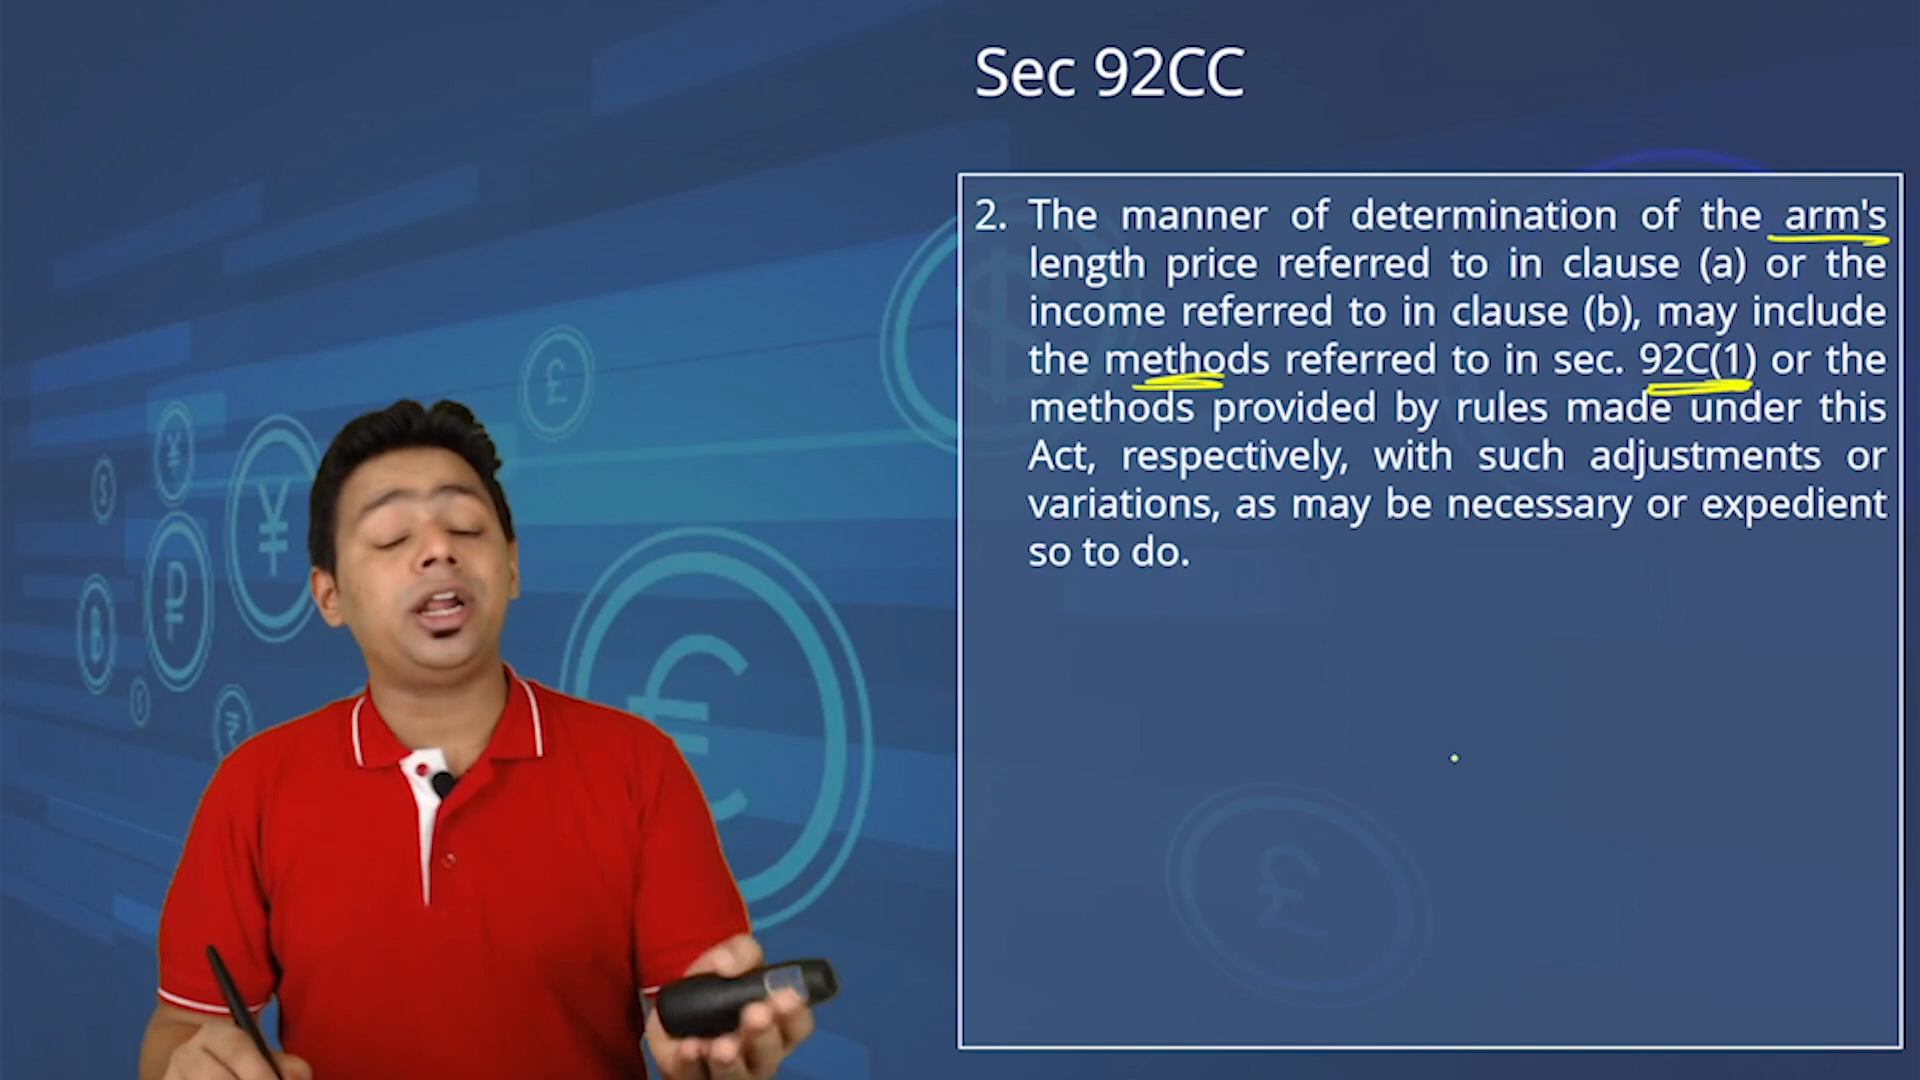 Sec 92CC
2. The manner of determination of the arm's
length price referred to in clause (a) or the
income referred to in clause (b), may include
the methods referred to in sec. 92C(1) or the
methods provided by rules made under this
Act, respectively, with such adjustments or
variations, as may be necessary or expedient
so to do.